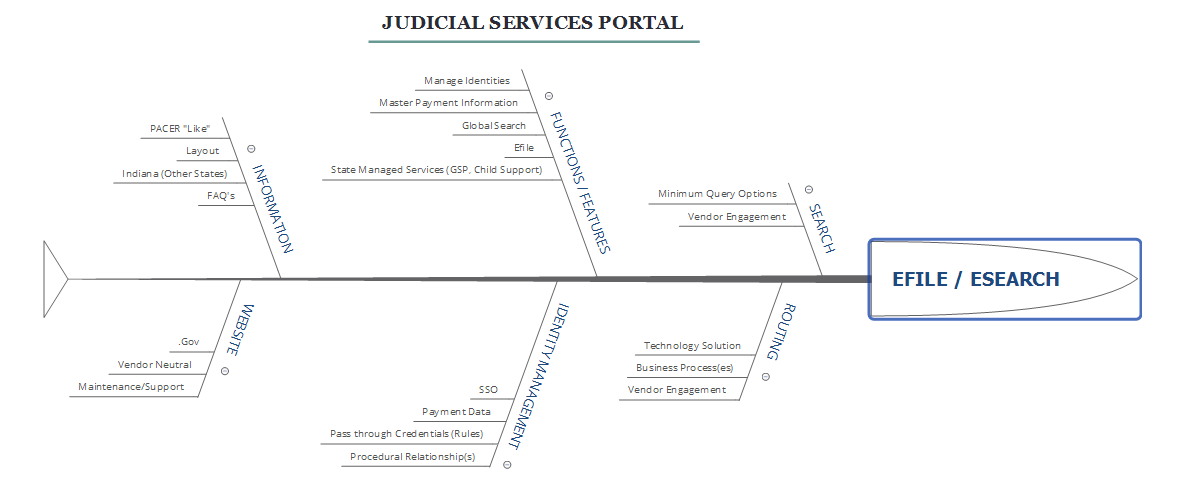 JUDICIAL SERVICES PORTAL
Manage Identities
Master Payment Information
Global Search
Efile
State Managed Services (GSP, Child Support)
FUNCTIONS / FEATURES
PACER "Like"
Layout
Indiana (Other States)
FAQ's
INFORMATION
Minimum Query Options
Vendor Engagement
SEARCH
EFILE / ESEARCH
.Gov
Vendor Neutral
Maintenance/Support
WEBSITE
SSO
Payment Data
Pass through Credentials (Rules)
Procedural Relationship(s)
IDENTITY MANAGEMENT
Technology Solution
Business Process(es)
Vendor Engagement
ROUTING